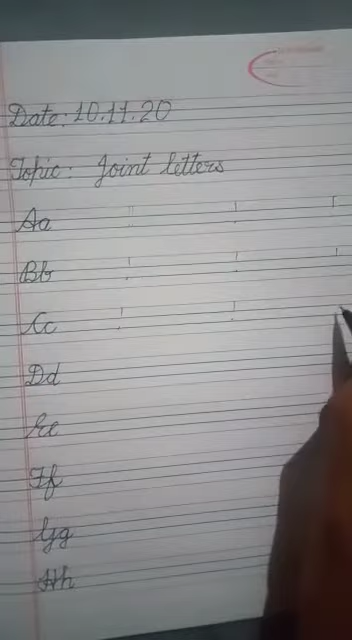 Date: 10.11.20
Topic: Joint letters
Aa
Bb
Cc
Dd
Ee
Ff
Gg
Hh